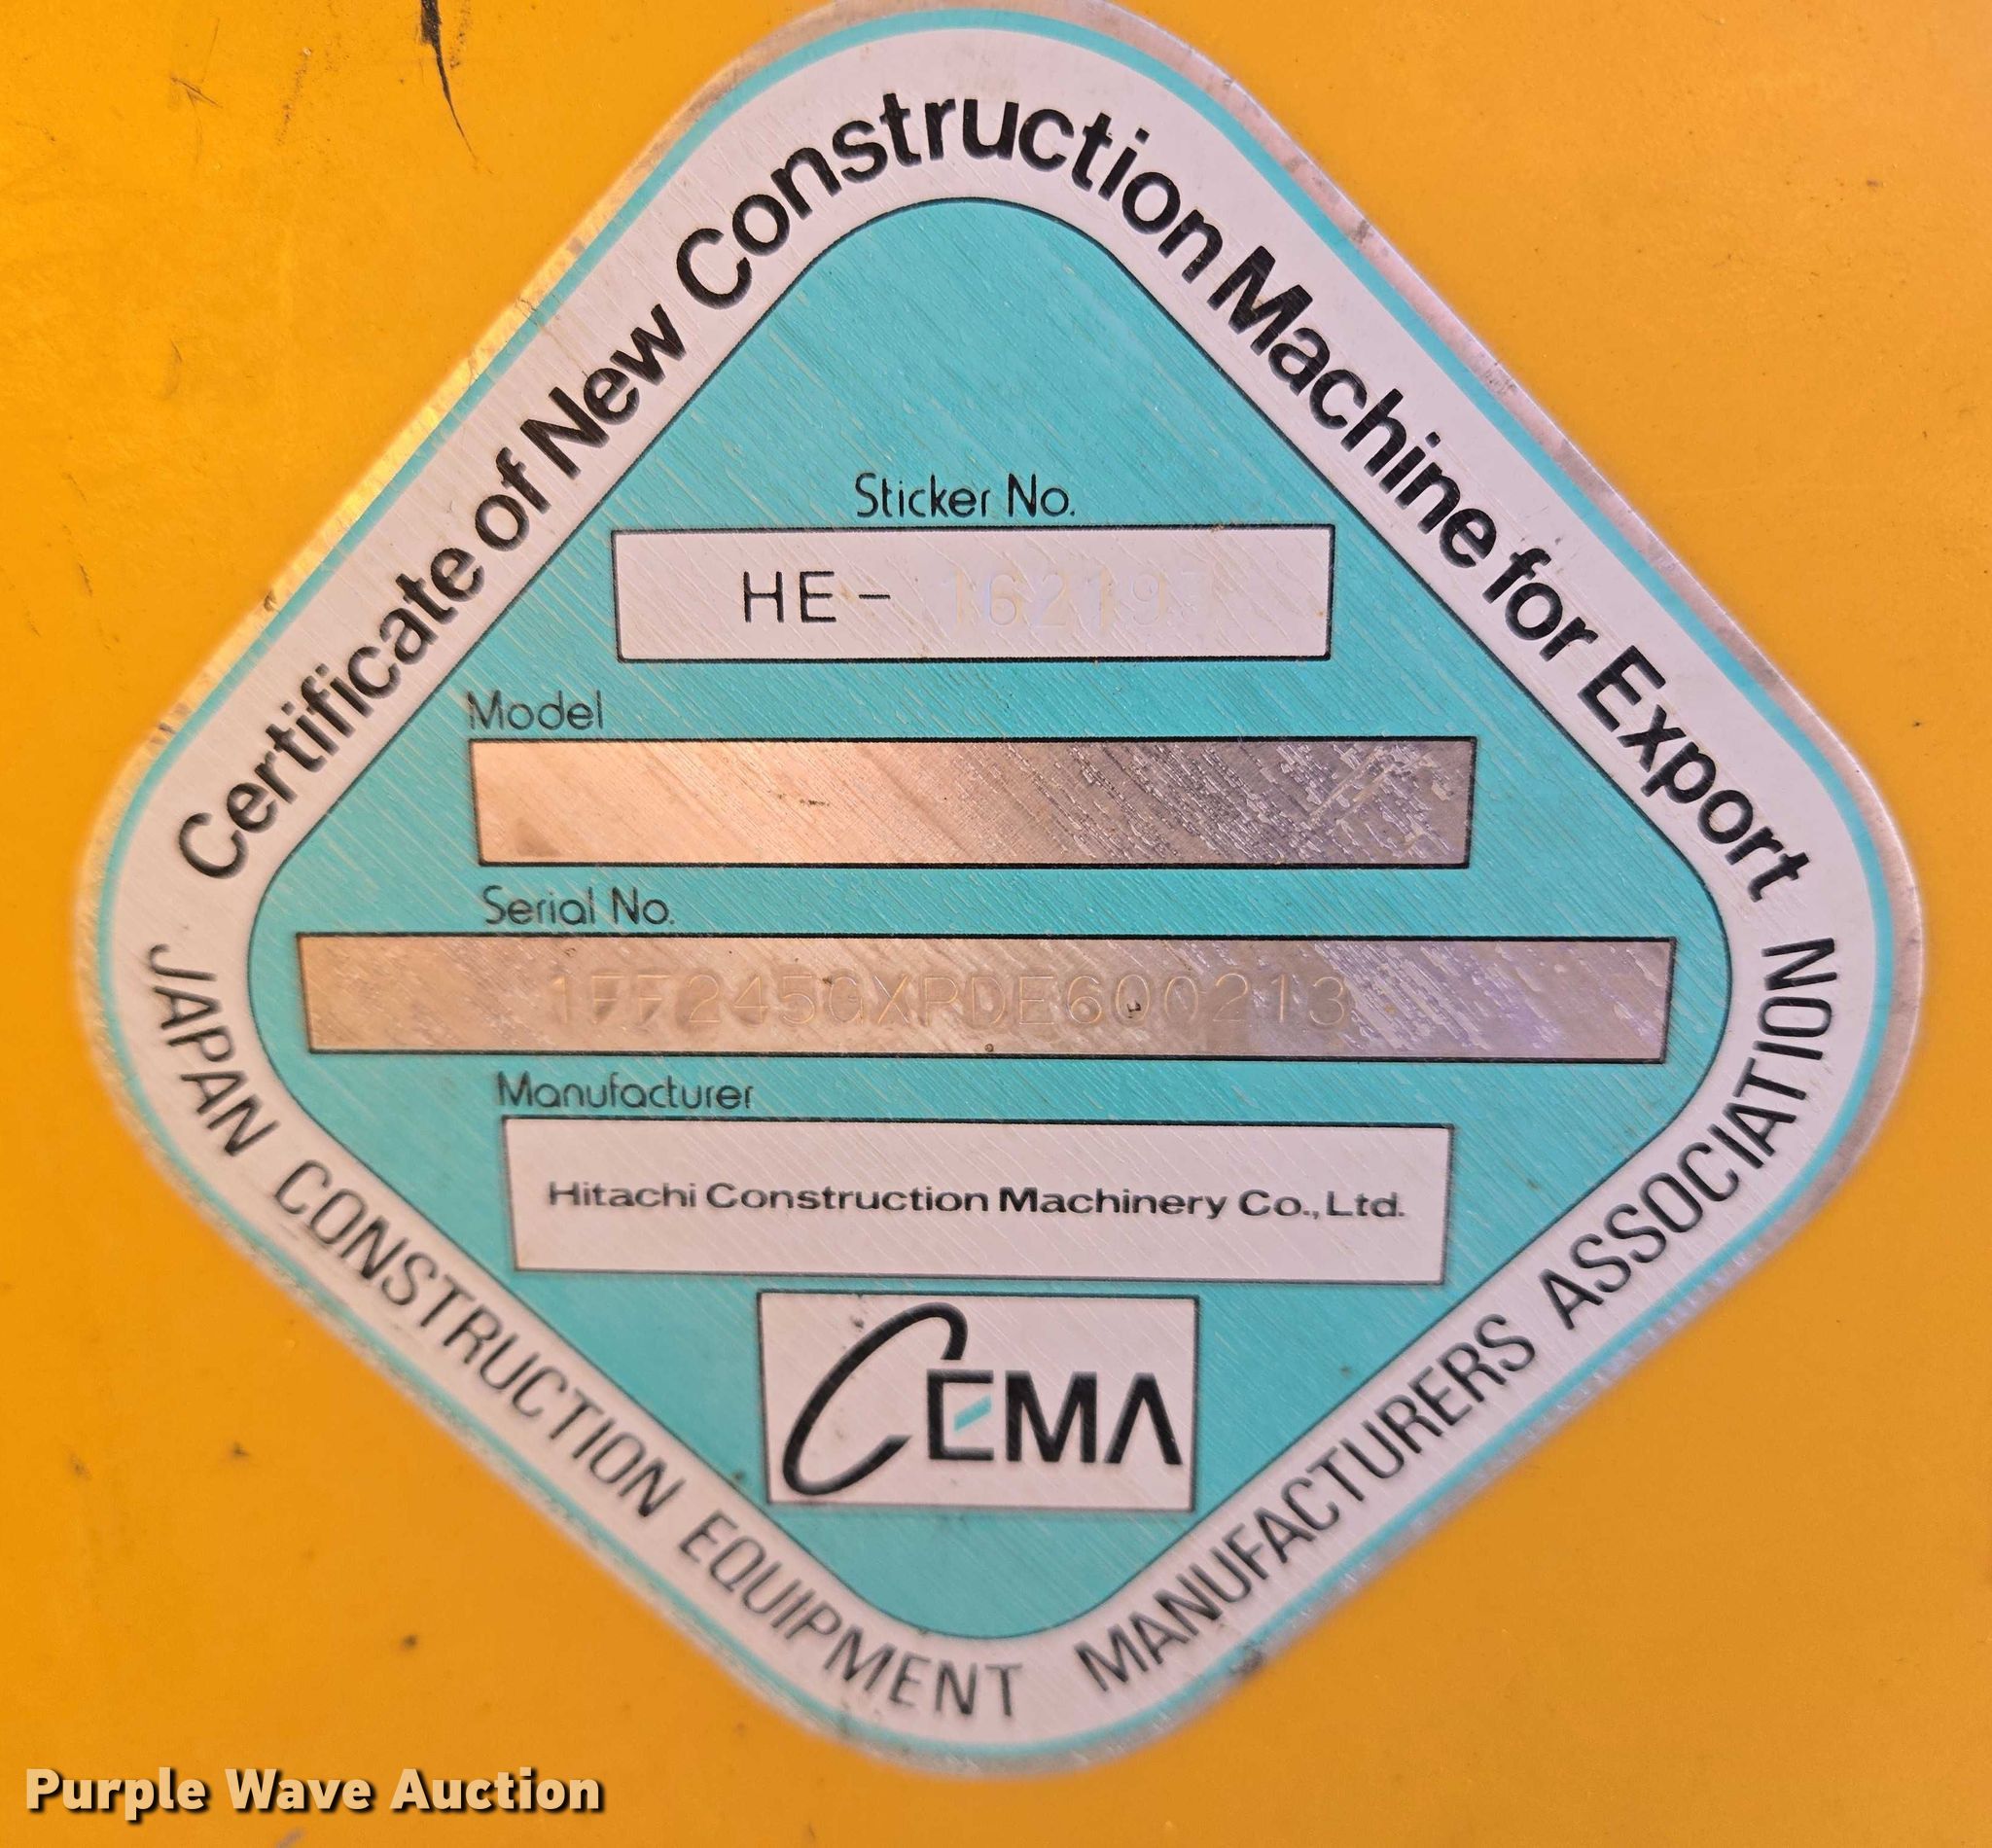 Certificate of New Construction Machine for Export
Sticker No.
HE-
Model
Serial No.
1FF245GXPDE600213
Manufacturer
Hitachi Construction Machinery Co., Ltd.
CEMA
JAPAN CONSTRUCTION EQUIPMENT MANUFACTURERS ASSOCIATION
Purple Wave Auction